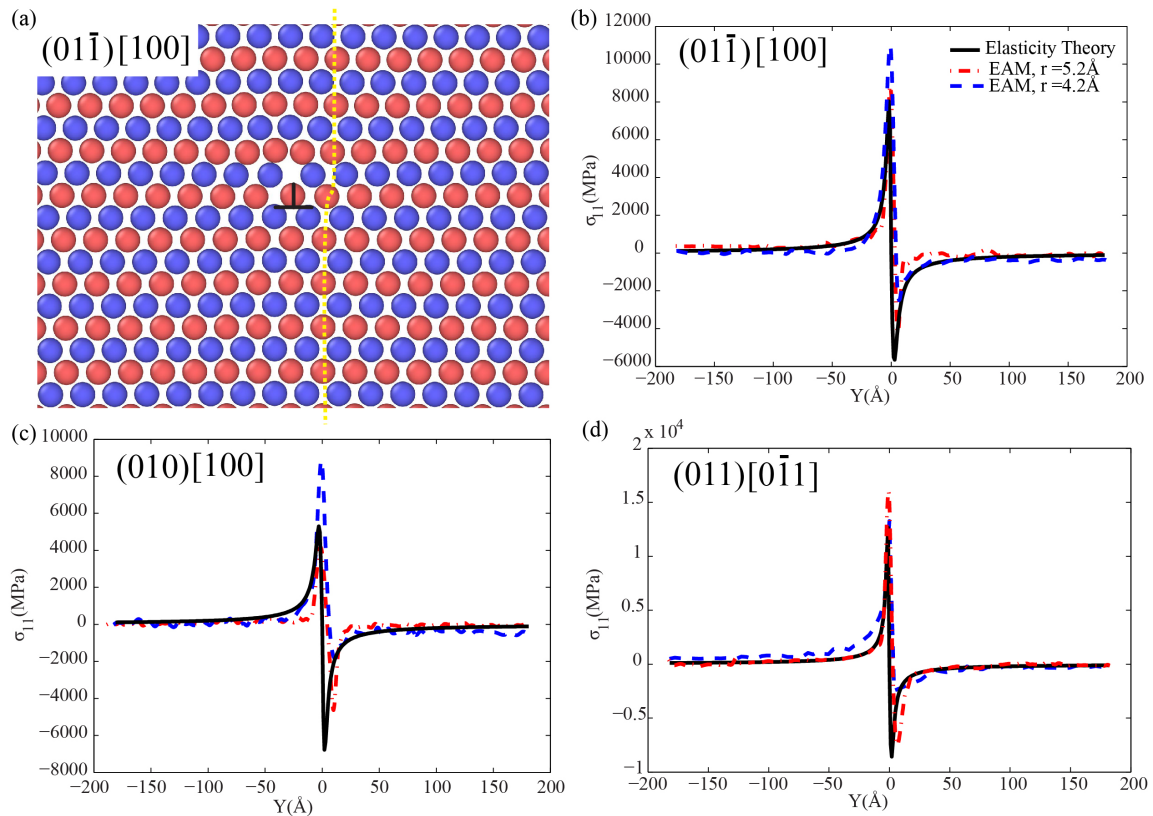 (a)
(011̄)[100]
(b)
(011̄)[100]
12000
10000
8000
6000
4000
2000
0
−2000
−4000
−6000
σ₁₁(MPa)
Elasticity Theory
EAM, r =5.2Å
EAM, r =4.2Å
−200 −150 −100 −50 0 50 100 150 200
Y(Å)
(c)
(010)[100]
10000
8000
6000
4000
2000
0
−2000
−4000
−6000
−8000
σ₁₁(MPa)
−200 −150 −100 −50 0 50 100 150 200
Y(Å)
(d)
x 10⁴
(011)[01̄1]
2
1.5
1
0.5
0
−0.5
−1
σ₁₁(MPa)
−200 −150 −100 −50 0 50 100 150 200
Y(Å)